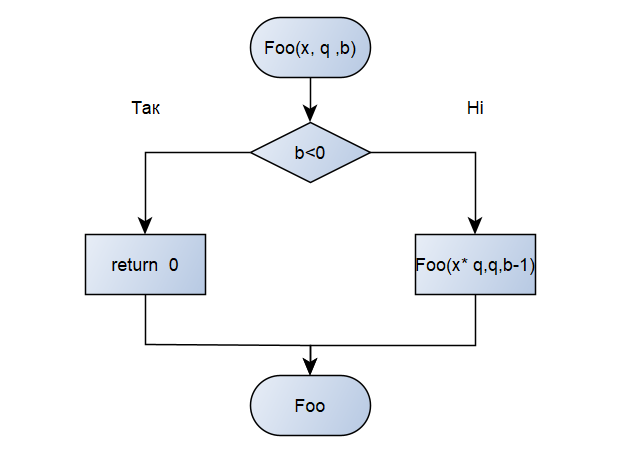 Foo(x, q ,b)
Так
Ні
b<0
return  0
Foo(x* q,q,b-1)
Foo